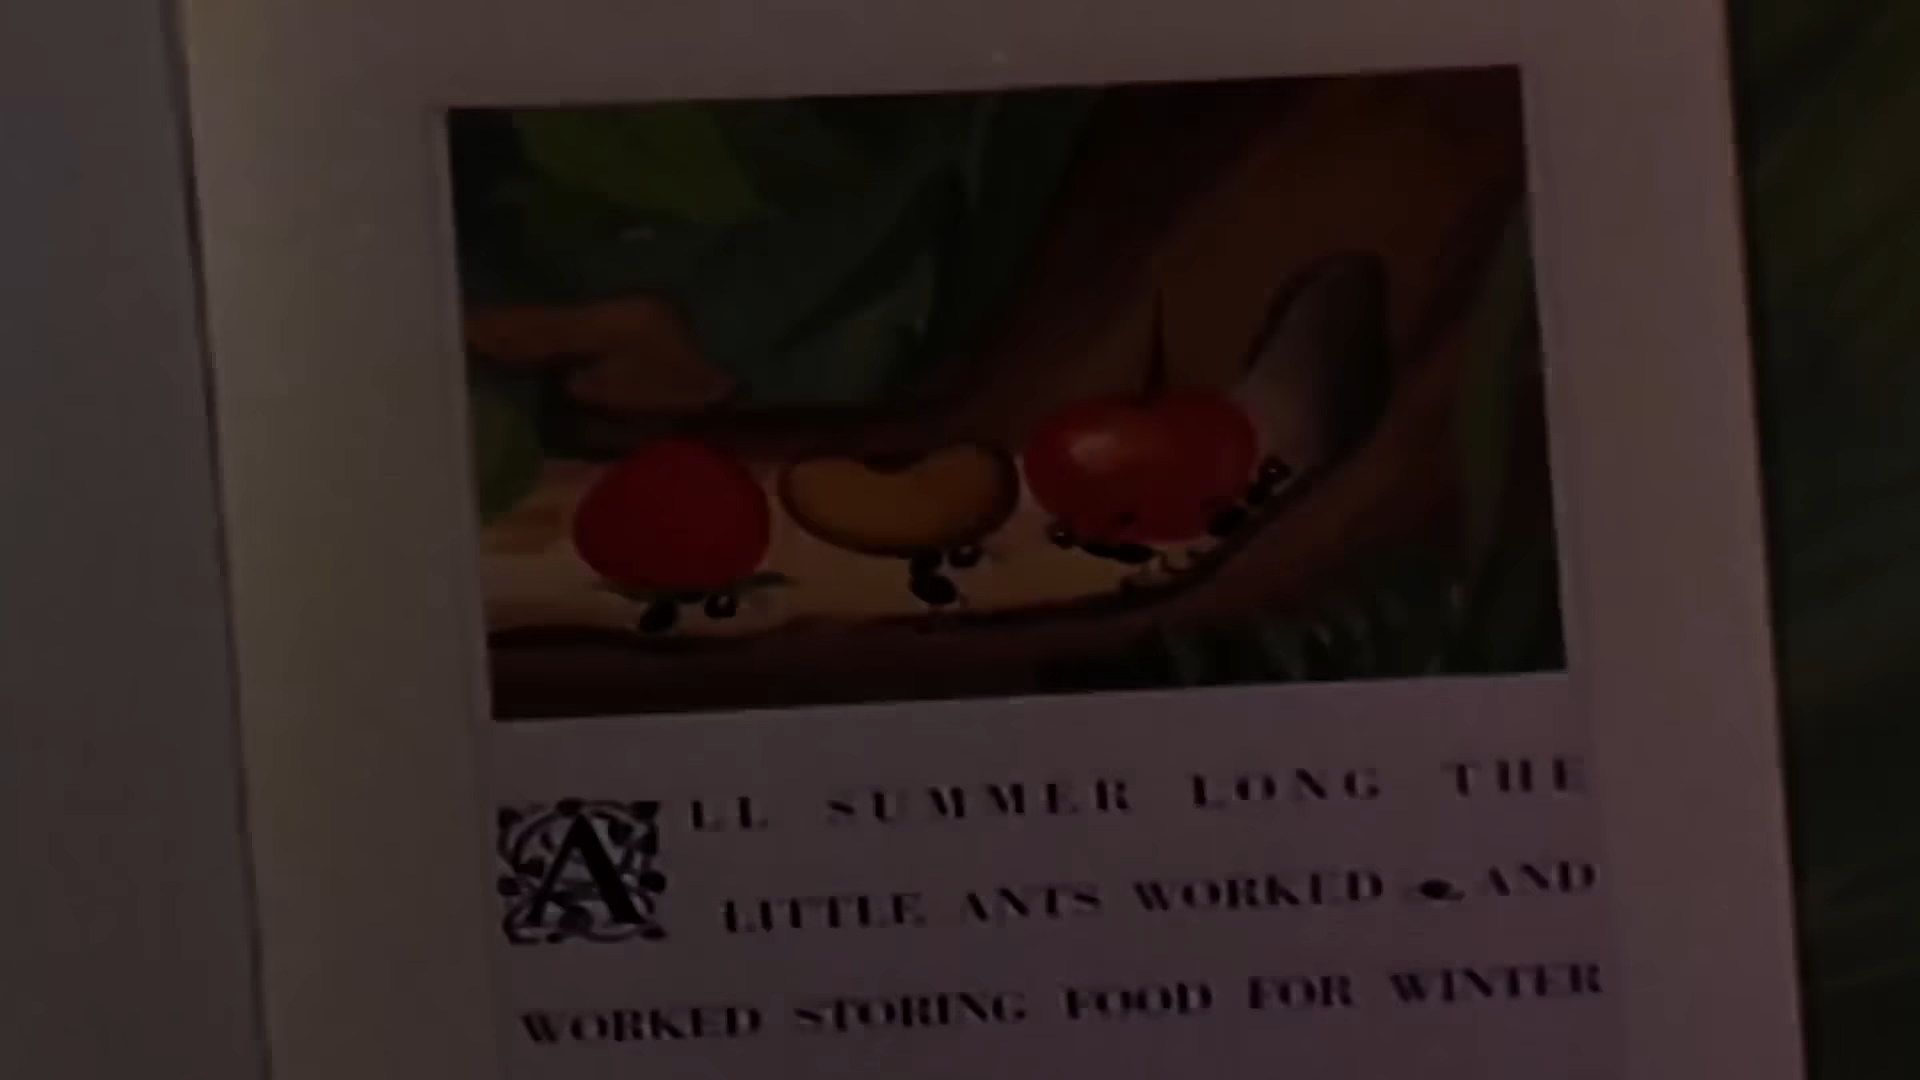 ALL SUMMER LONG THE
LITTLE ANTS WORKED AND
WORKED STORING FOOD FOR WINTER